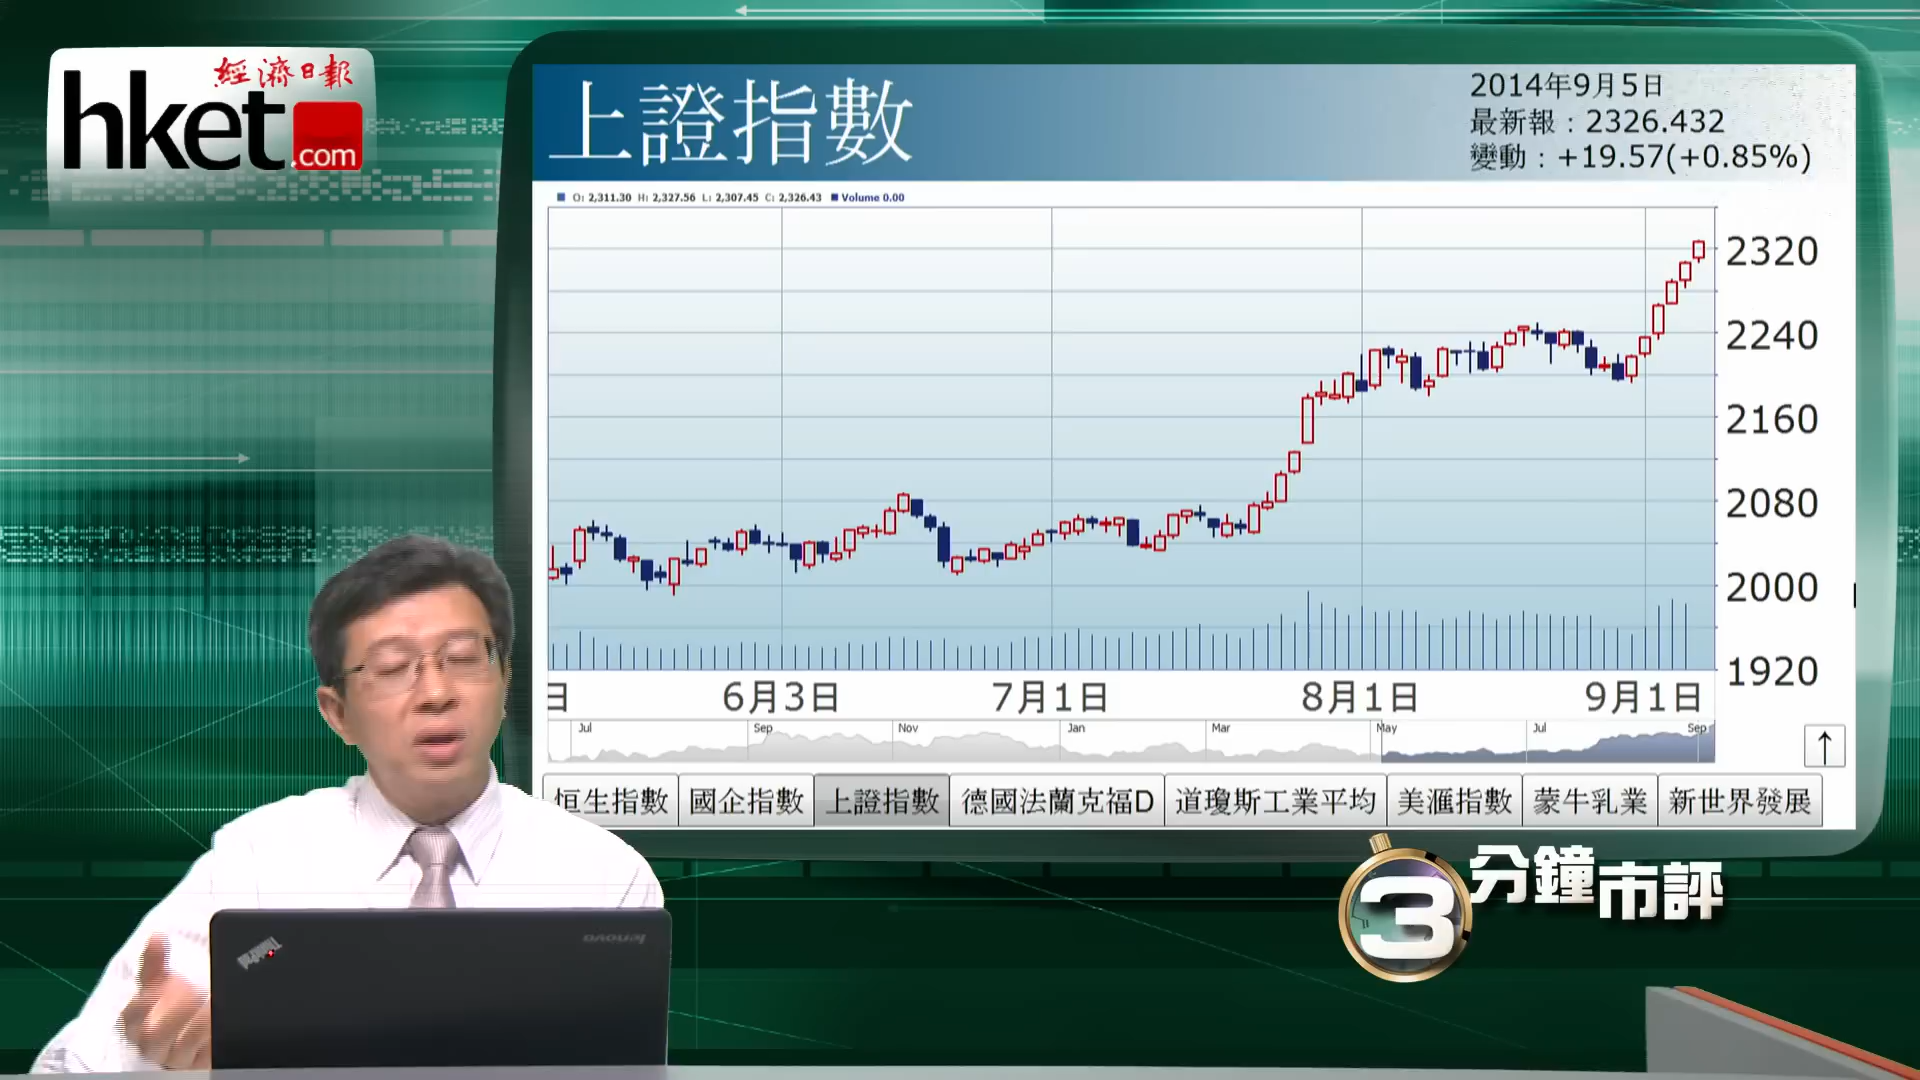 經濟日報
hket.com
上證指數
2014年9月5日
最新報：2326.432
變動：+19.57(+0.85%)
O: 2,311.30 H: 2,327.56 L: 2,307.45 C: 2,326.43 Volume 0.00
2320
2240
2160
2080
2000
1920
日 6月3日 7月1日 8月1日 9月1日
Jul Sep Nov Jan Mar May Jul Sep
↑
恒生指數 國企指數 上證指數 德國法蘭克福D 道瓊斯工業平均 美滙指數 蒙牛乳業 新世界發展
3分鐘市評
lenovo
ThinkPad